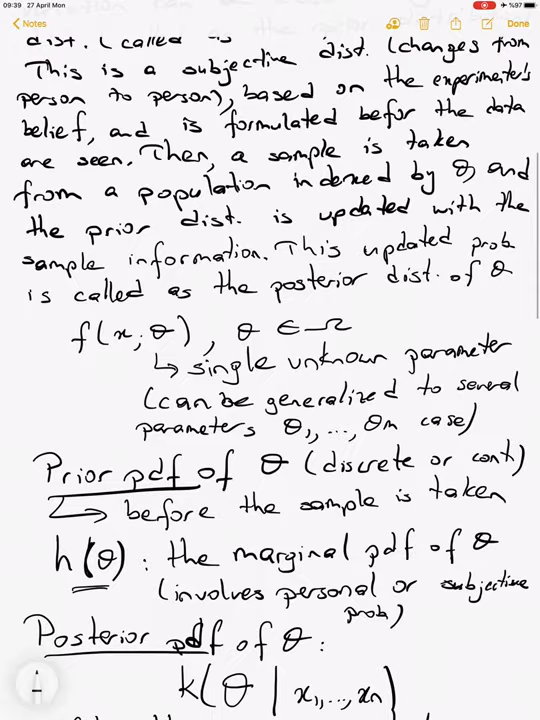 09:39 27 April Mon
%97
Notes
Done
dist. (called
This is a subjective dist. (changes from
person to person), based on the experimenter's
belief, and is formulated befor the data
are seen. Then, a sample is taken
from a population indexed by θ, and
the prior dist. is updated with the
sample information. This updated prob
is called as the posterior dist. of θ
f(x; θ), θ ∈ Ω
↳ single unknown parameter
(can be generalized to several
parameters θ1, ..., θm case)
Prior pdf of θ (discrete or cont.)
↳ before the sample is taken
h(θ) : the marginal pdf of θ
(involves personal or subjective
prob)
Posterior pdf of θ :
k(θ | x1, ..., xn)